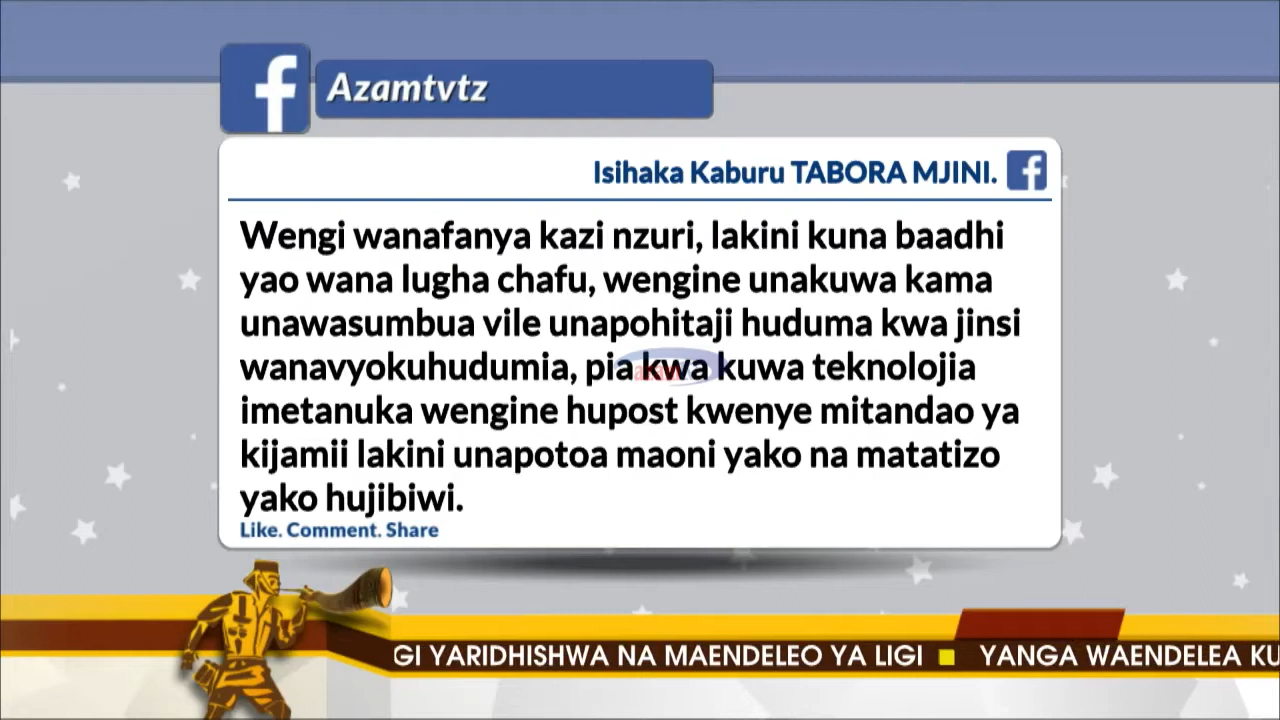 Azamtvtz
Isihaka Kaburu TABORA MJINI.
Wengi wanafanya kazi nzuri, lakini kuna baadhi
yao wana lugha chafu, wengine unakuwa kama
unawasumbua vile unapohitaji huduma kwa jinsi
wanavyokuhudumia, pia kwa kuwa teknolojia
imetanuka wengine hupost kwenye mitandao ya
kijamii lakini unapotoa maoni yako na matatizo
yako hujibiwi.
Like. Comment. Share
GI YARIDHISHWA NA MAENDELEO YA LIGI YANGA WAENDELEA KU